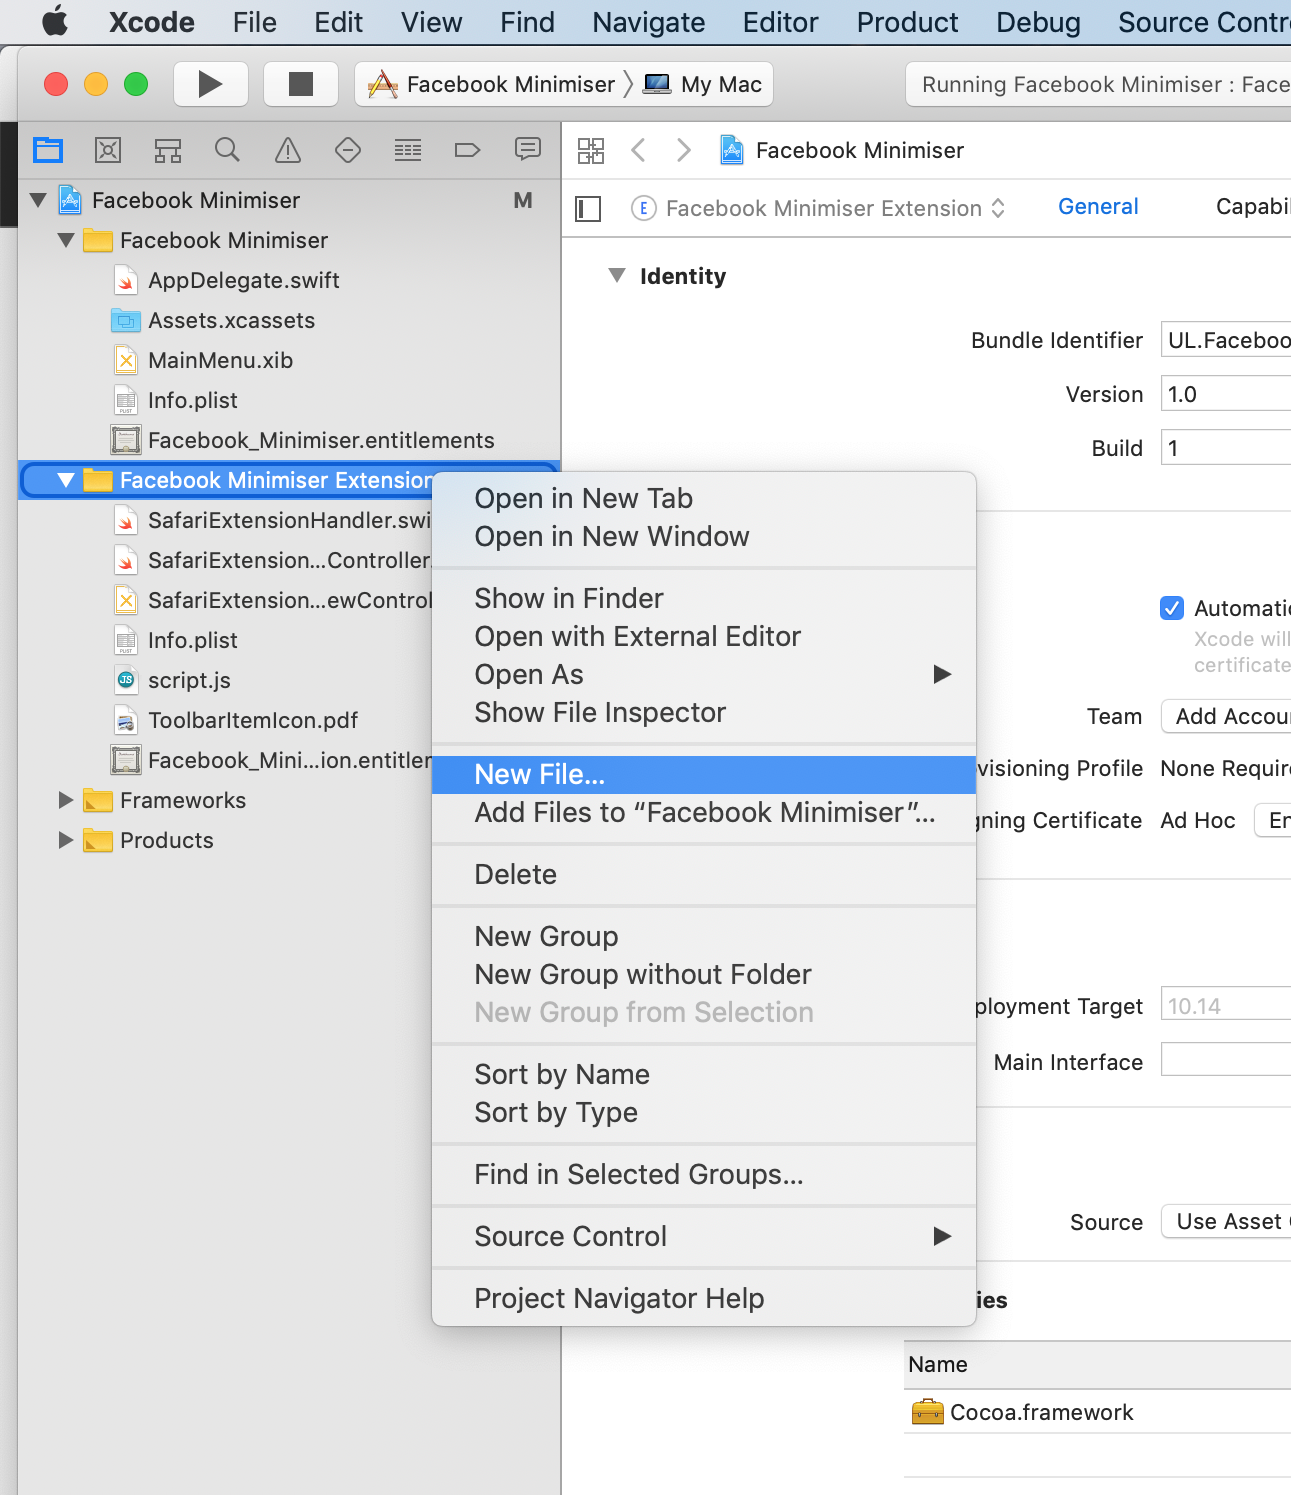 Xcode File Edit View Find Navigate Editor Product Debug Source Contr
Facebook Minimiser My Mac
Running Facebook Minimiser : Face
Facebook Minimiser
Facebook Minimiser M
Facebook Minimiser
AppDelegate.swift
Assets.xcassets
MainMenu.xib
Info.plist
Facebook_Minimiser.entitlements
Facebook Minimiser Extension
SafariExtensionHandler.swi
SafariExtension...Controller.
SafariExtension...ewControl
Info.plist
script.js
ToolbarItemIcon.pdf
Facebook_Mini...ion.entitler
Frameworks
Products
E Facebook Minimiser Extension General Capabil
Identity
Bundle Identifier UL.Faceboo
Version 1.0
Build 1
Open in New Tab
Open in New Window
Show in Finder
Open with External Editor
Open As
Show File Inspector
New File...
Add Files to “Facebook Minimiser”...
Delete
New Group
New Group without Folder
New Group from Selection
Sort by Name
Sort by Type
Find in Selected Groups...
Source Control
Project Navigator Help
Automatic
Xcode will
certificate
Team Add Accou
visioning Profile None Require
gning Certificate Ad Hoc En
ployment Target 10.14
Main Interface
Source Use Asset
ies
Name
Cocoa.framework